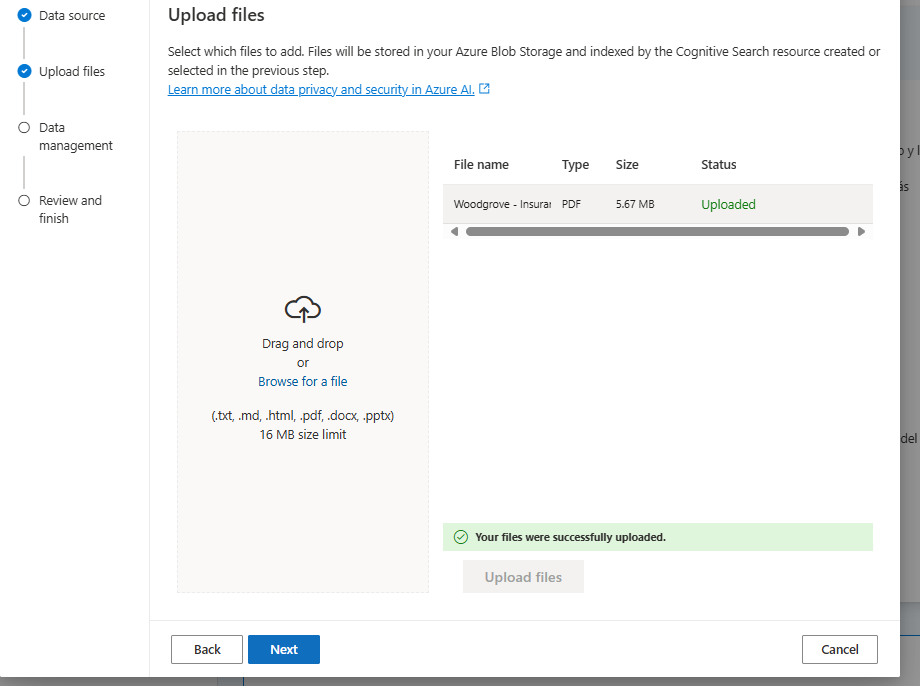 Data source
Upload files
Data
management
Review and
finish
Upload files
Select which files to add. Files will be stored in your Azure Blob Storage and indexed by the Cognitive Search resource created or
selected in the previous step.
Learn more about data privacy and security in Azure AI.
Drag and drop
or
Browse for a file
(.txt, .md, .html, .pdf, .docx, .pptx)
16 MB size limit
File name Type Size Status
Woodgrove - Insurar PDF 5.67 MB Uploaded
Your files were successfully uploaded.
Upload files
Back Next Cancel
o y l
ás
del